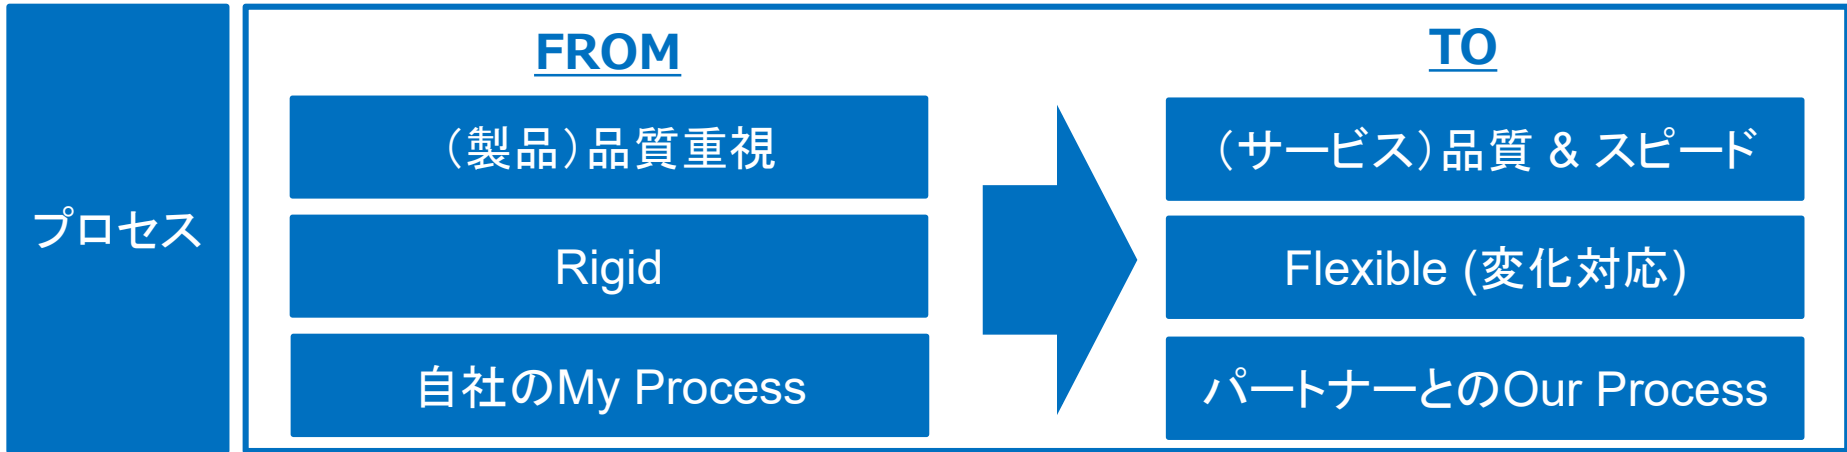 プロセス
FROM
（製品）品質重視
Rigid
自社のMy Process
TO
（サービス）品質 & スピード
Flexible (変化対応)
パートナーとのOur Process